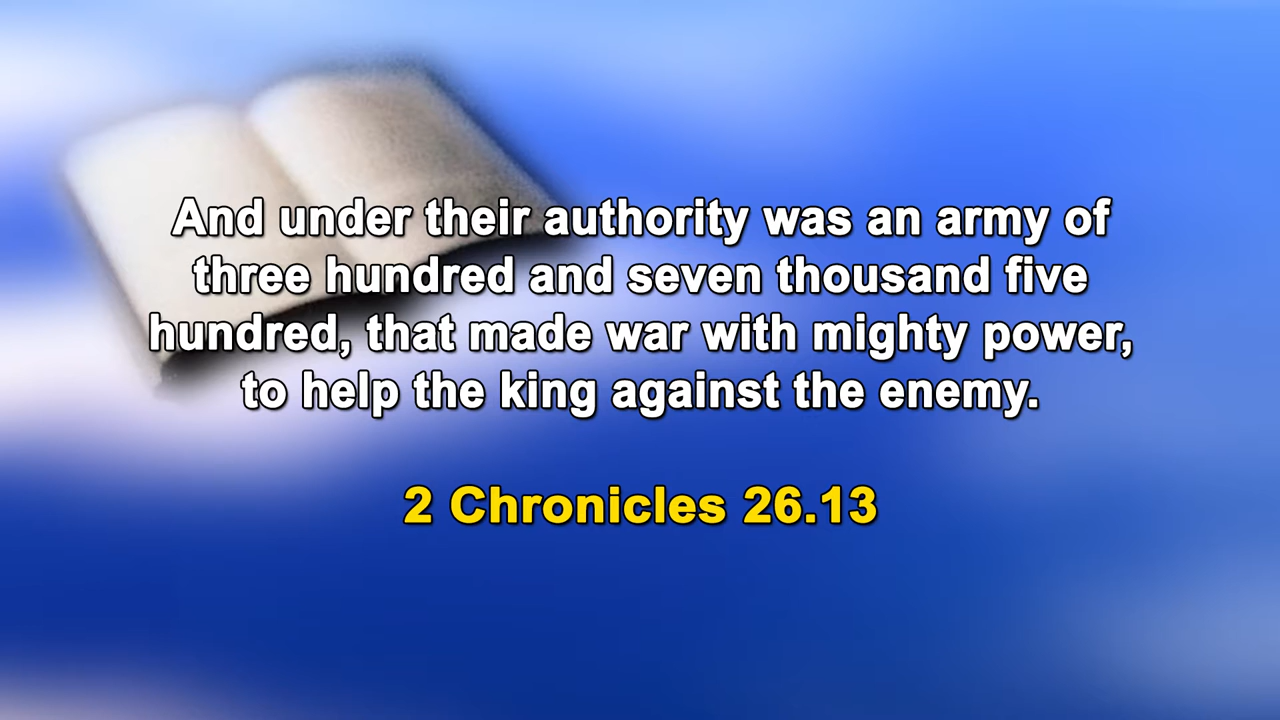 And under their authority was an army of
three hundred and seven thousand five
hundred, that made war with mighty power,
to help the king against the enemy.
2 Chronicles 26.13